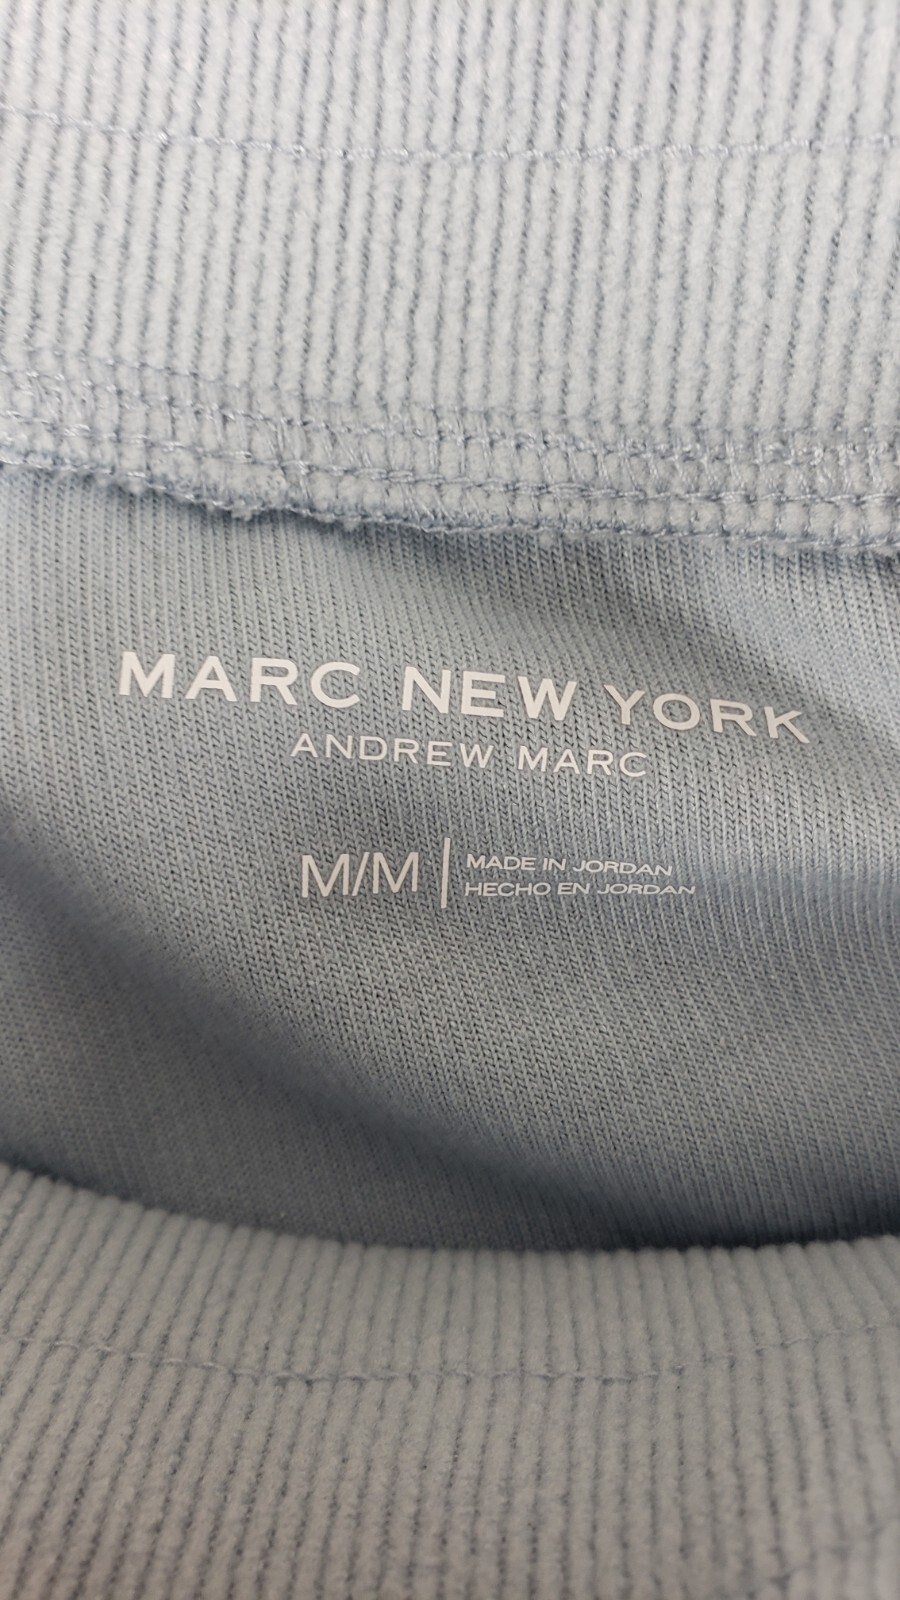 MARC NEW YORK
ANDREW MARC
M/M
MADE IN JORDAN
HECHO EN JORDAN